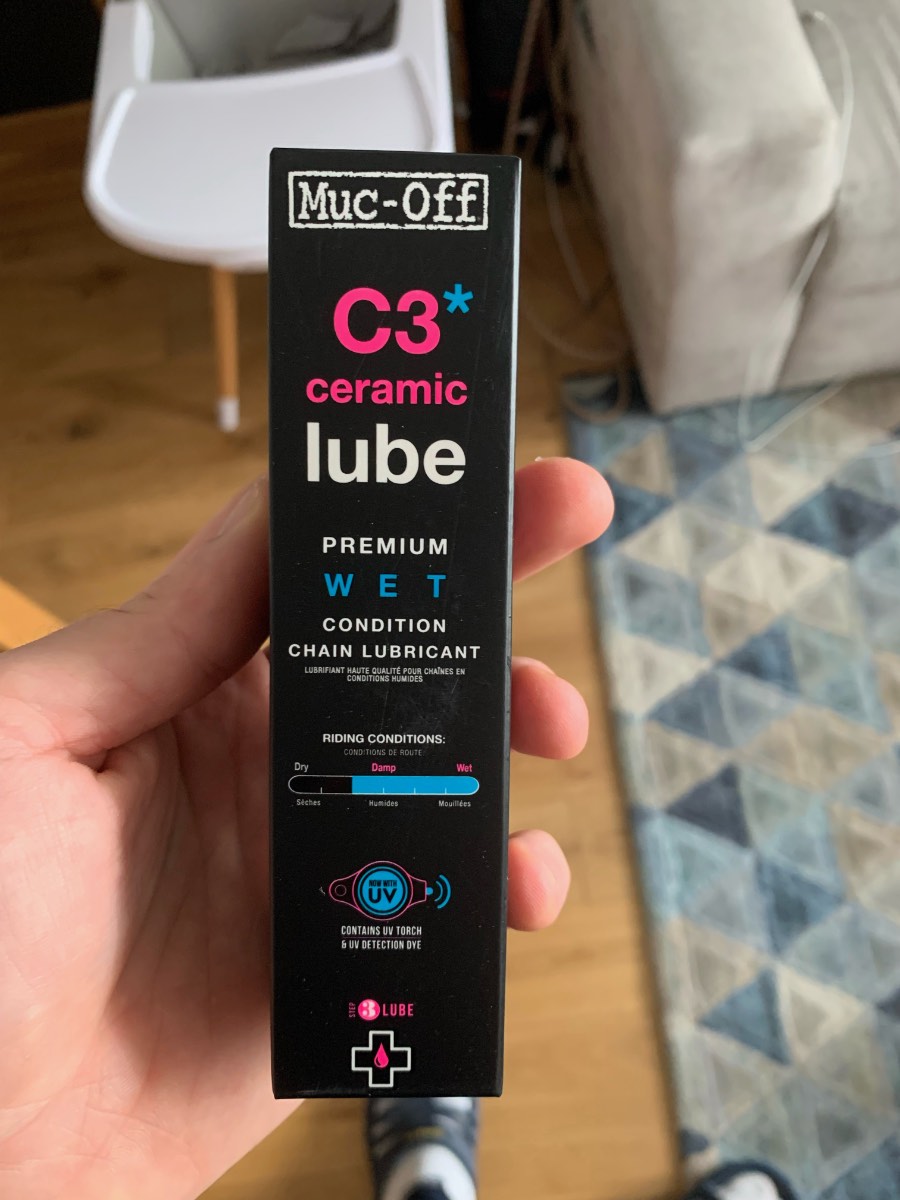 Muc-Off
C3*
ceramic
lube
PREMIUM
WET
CONDITION
CHAIN LUBRICANT
LUBRIFIANT HAUTE QUALITÉ POUR CHAÎNES EN
CONDITIONS HUMIDES
RIDING CONDITIONS:
CONDITIONS DE ROUTE
Dry Damp Wet
Sèches Humides Mouillées
NOW WITH
UV
CONTAINS UV TORCH
& UV DETECTION DYE
STEP 3 LUBE